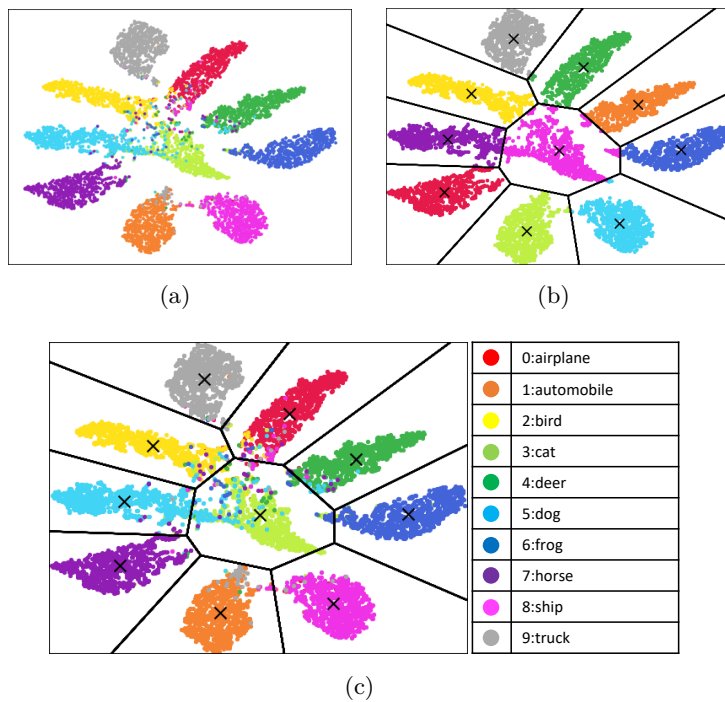 (a)
(b)
0:airplane
1:automobile
2:bird
3:cat
4:deer
5:dog
6:frog
7:horse
8:ship
9:truck
(c)